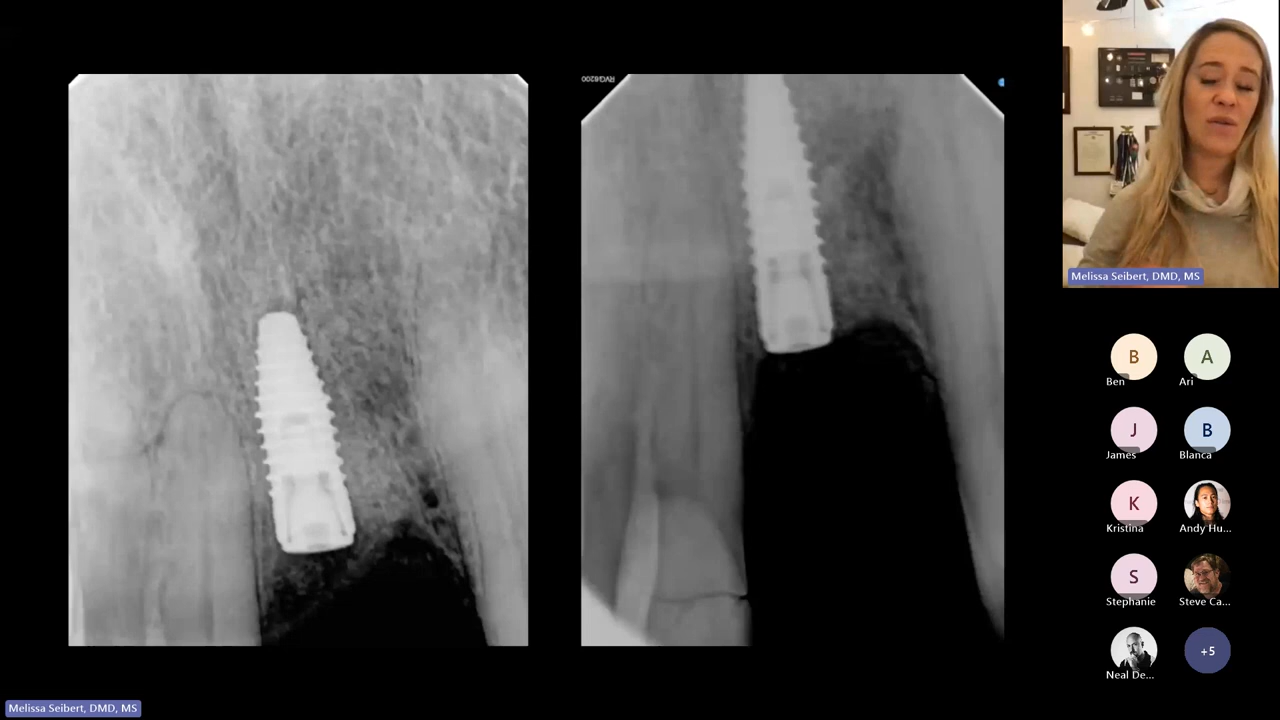 RVG6200
Melissa Seibert, DMD, MS
B
A
Ben
Ari
J
B
James
Blanca
K
Kristina
Andy Hu...
S
Stephanie
Steve Ca...
Neal De...
+5
Melissa Seibert, DMD, MS